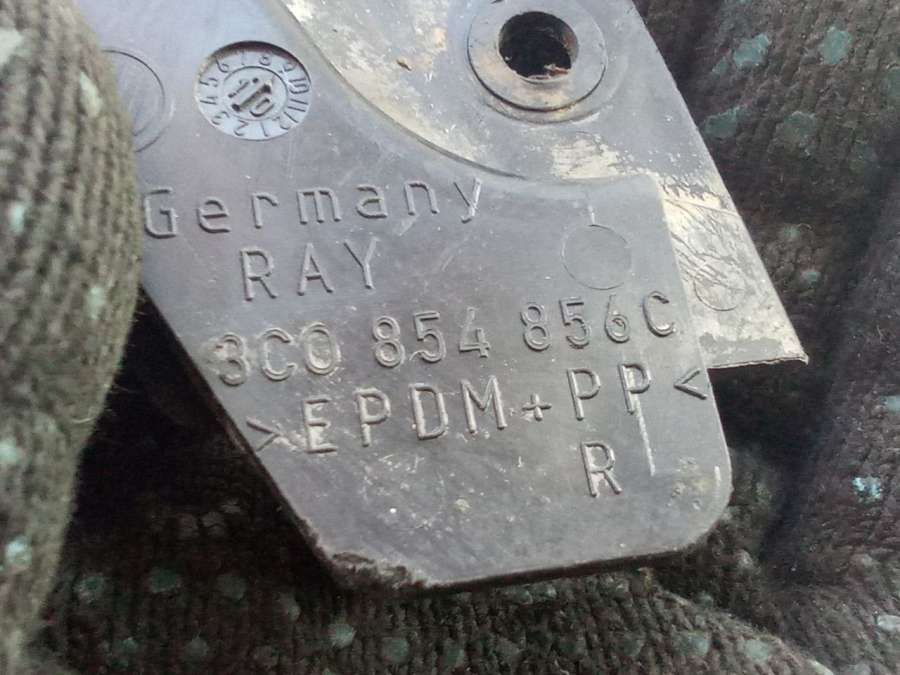 Germany
RAY
3C0 854 856C
>EPDM+PP<
R